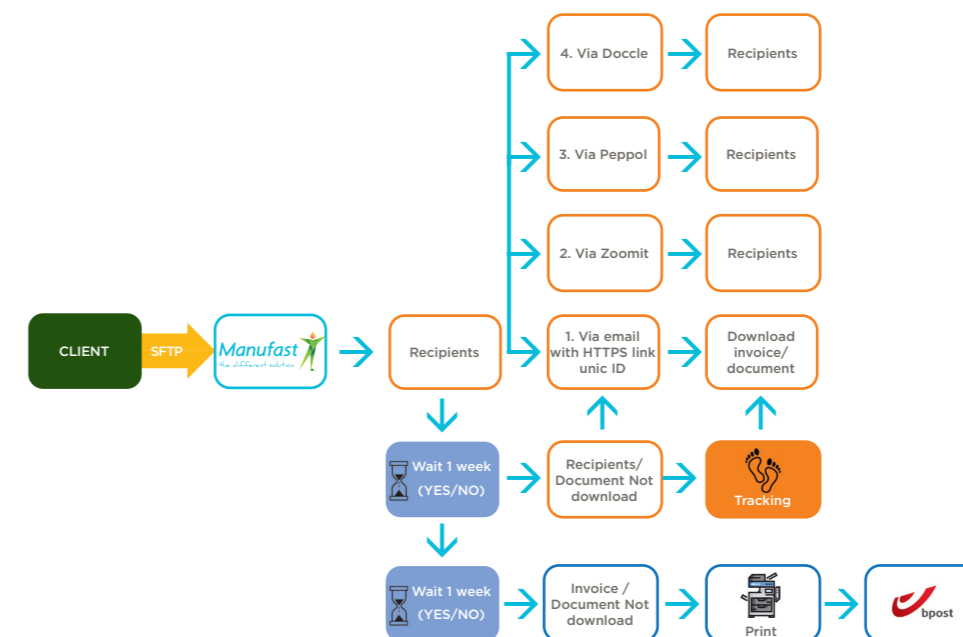 4. Via Doccle
Recipients
3. Via Peppol
Recipients
2. Via Zoomit
Recipients
CLIENT
SFTP
Manufast
the different solution
Recipients
1. Via email
with HTTPS link
unic ID
Download
invoice/
document
Wait 1 week
(YES/NO)
Recipients/
Document Not
download
Tracking
Wait 1 week
(YES/NO)
Invoice /
Document Not
download
Print
bpost